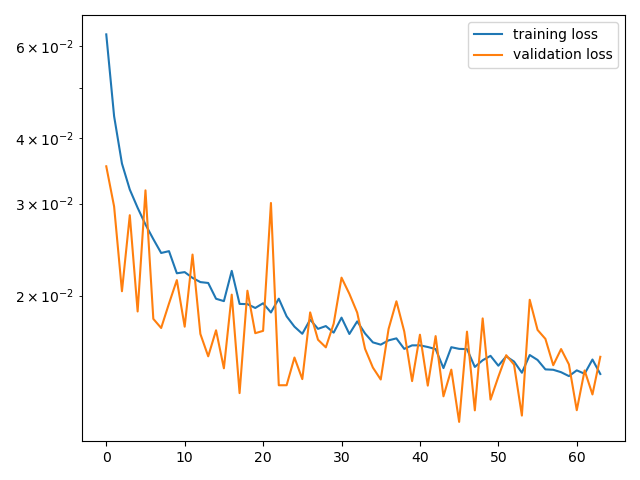 training loss
validation loss
6 × 10⁻²
4 × 10⁻²
3 × 10⁻²
2 × 10⁻²
0 10 20 30 40 50 60